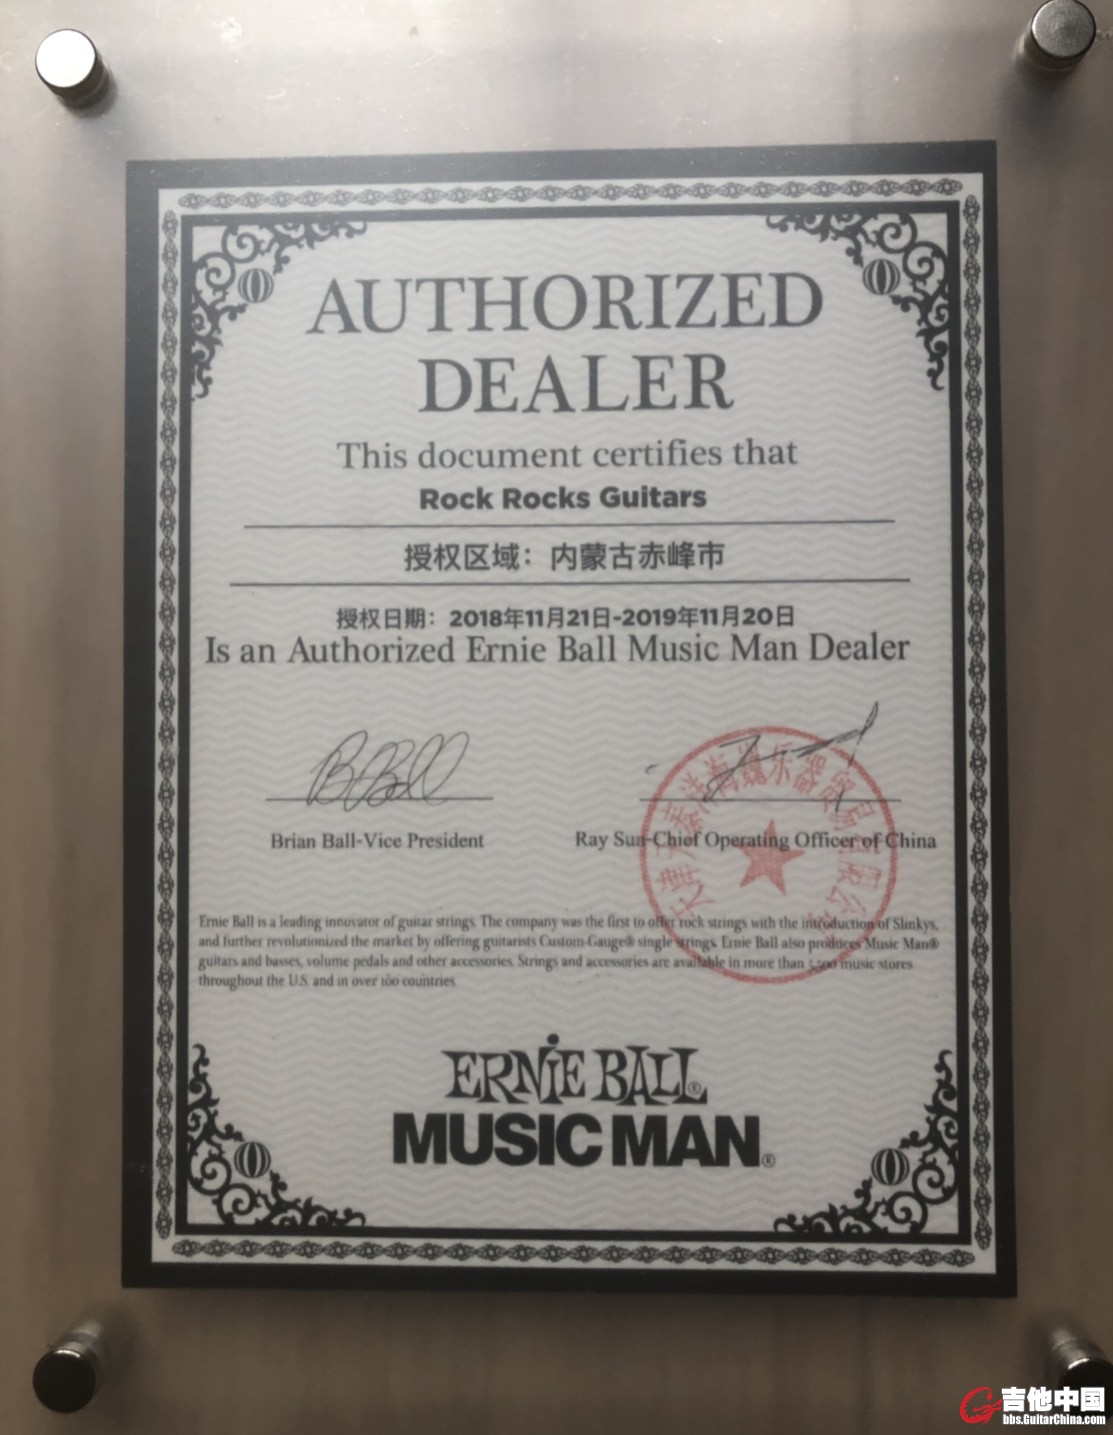 AUTHORIZED
DEALER
This document certifies that
Rock Rocks Guitars
授权区域：内蒙古赤峰市
授权日期：2018年11月21日-2019年11月20日
Is an Authorized Ernie Ball Music Man Dealer
Brian Ball-Vice President
Ray Sun-Chief Operating Officer of China
Ernie Ball is a leading innovator of guitar strings. The company was the first to offer rock strings with the introduction of Slinkys,
and further revolutionized the market by offering guitarists Custom-Gauge® single strings. Ernie Ball also produces Music Man®
guitars and basses, volume pedals and other accessories. Strings and accessories are available in more than 5,500 music stores
throughout the U.S. and in over 100 countries.
ERNIE BALL®
MUSIC MAN®
吉他中国
bbs.GuitarChina.com